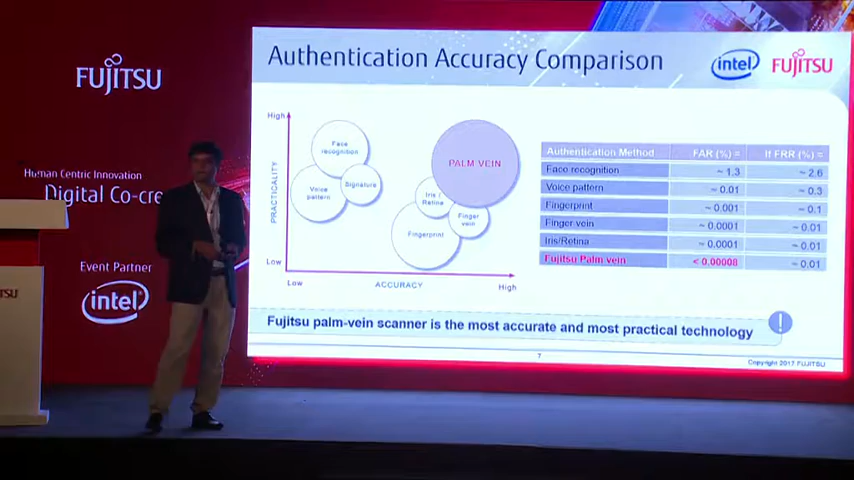 FUJITSU
Human Centric Innovation
Digital Co-cre
Event Partner
intel
Authentication Accuracy Comparison
intel
FUJITSU
High
PRACTICALITY
Low
Low
ACCURACY
High
Face
recognition
Voice
pattern
Signature
PALM VEIN
Iris /
Retina
Finger
vein
Fingerprint
Authentication Method FAR (%) = If FRR (%) =
Face recognition ~ 1.3 ~ 2.6
Voice pattern ~ 0.01 ~ 0.3
Fingerprint ~ 0.001 ~ 0.1
Finger vein ~ 0.0001 ~ 0.01
Iris/Retina ~ 0.0001 ~ 0.01
Fujitsu Palm vein < 0.00008 ~ 0.01
Fujitsu palm-vein scanner is the most accurate and most practical technology
!
7
Copyright 2017 FUJITSU